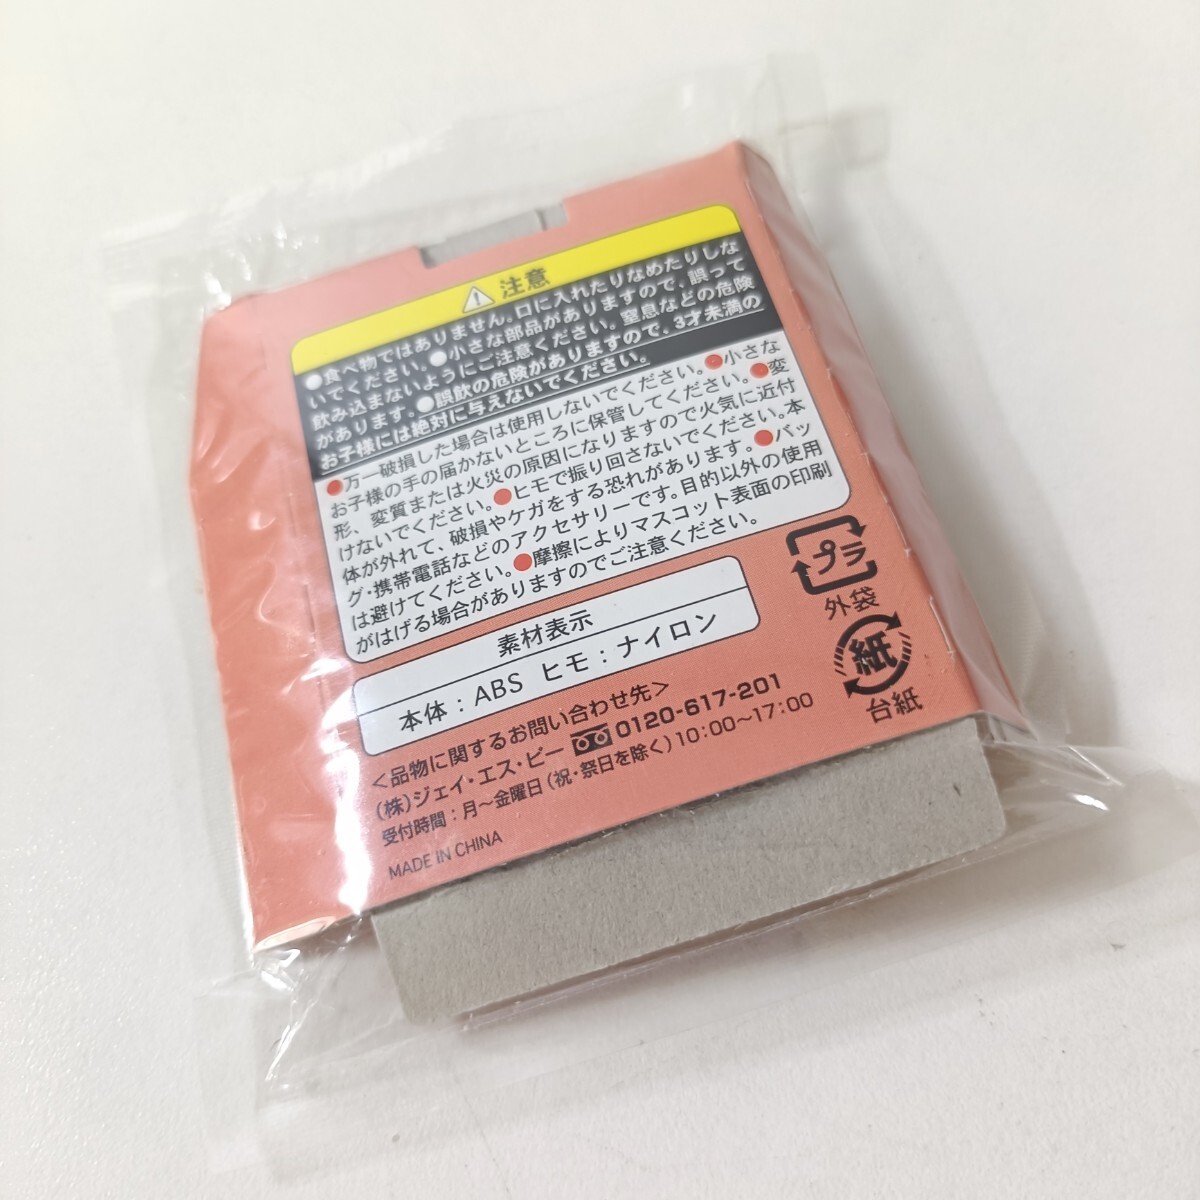 ⚠注意
●食べ物ではありません。口に入れたりなめたりしな
いでください。●小さな部品がありますので、誤って
飲み込まないようにご注意ください。窒息などの危険
があります。●誤飲の危険がありますので、3才未満の
お子様には絶対に与えないでください。
●万一破損した場合は使用しないでください。●小さな
お子様の手の届かないところに保管してください。●変
形、変質または火災の原因になりますので火気に近付
けないでください。●ヒモで振り回さないでください。本
体が外れて、破損やケガをする恐れがあります。●バッ
グ・携帯電話などのアクセサリーです。目的以外の使用
は避けてください。●摩擦によりマスコット表面の印刷
がはげる場合がありますのでご注意ください。
素材表示
本体：ABS ヒモ：ナイロン
プラ
外袋
紙
台紙
＜品物に関するお問い合わせ先＞
(株)ジェイ・エス・ピー 0120-617-201
受付時間：月～金曜日(祝・祭日を除く)10:00～17:00
MADE IN CHINA